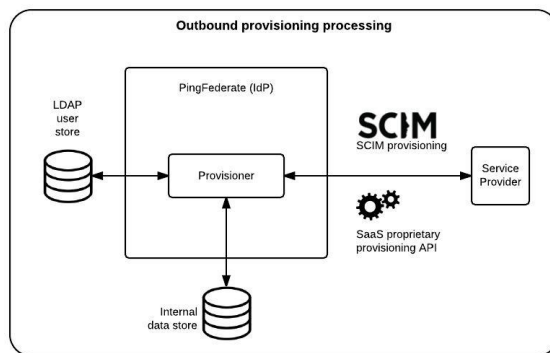 Outbound provisioning processing
PingFederate (IdP)
LDAP
user
store
SCIM
SCIM provisioning
Provisioner
Service
Provider
SaaS proprietary
provisioning API
Internal
data store